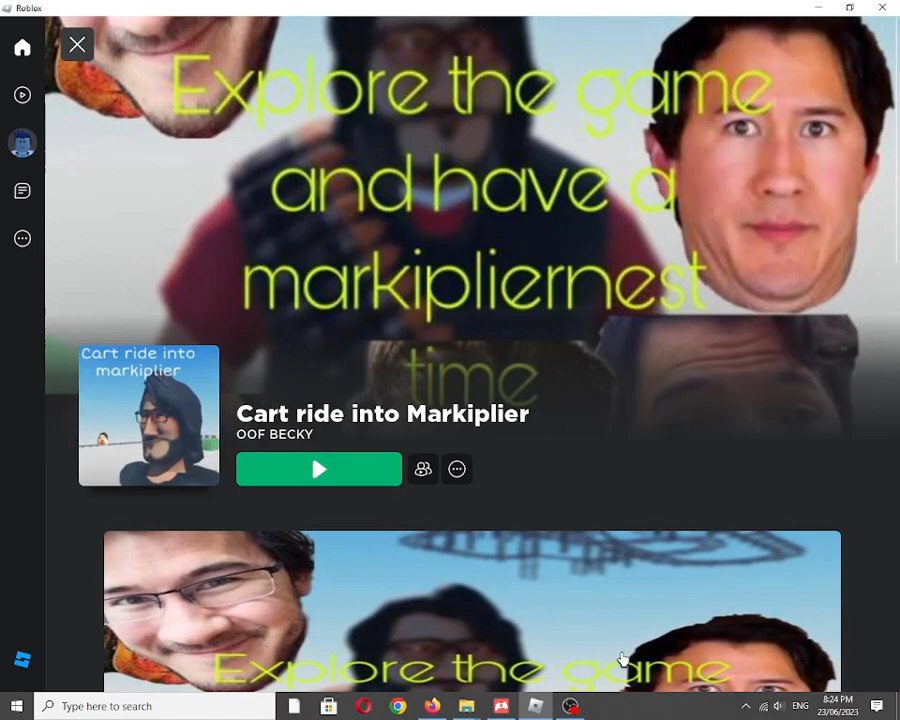 Roblox
Explore the game
and have a
markipliernest
time
Cart ride into
markiplier
Cart ride into Markiplier
OOF BECKY
Explore the game
Type here to search
ENG
8:24 PM
23/06/2023